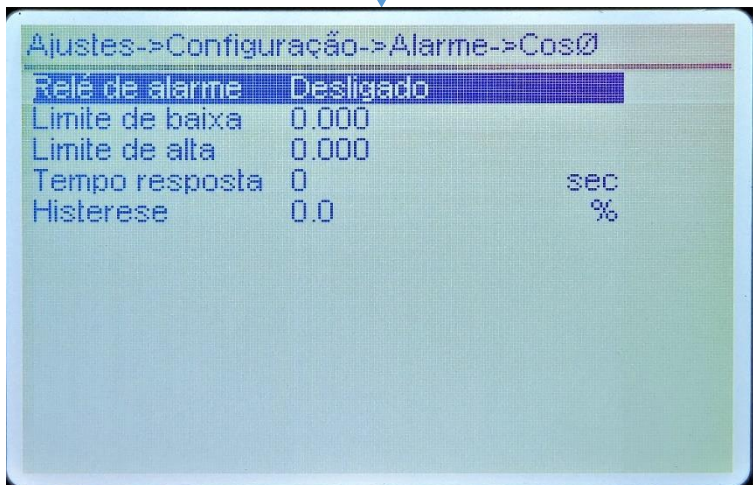 Ajustes->Configuração->Alarme->CosØ
Relé de alarme Desligado
Limite de baixa 0.000
Limite de alta 0.000
Tempo resposta 0 sec
Histerese 0.0 %